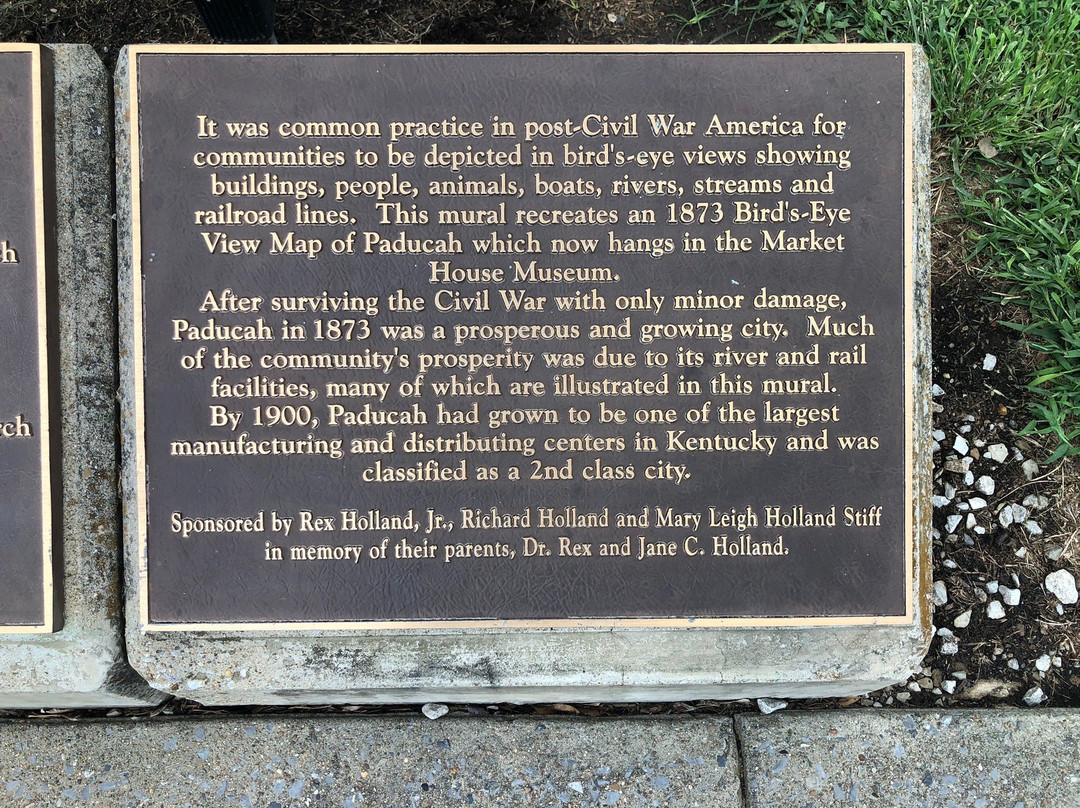 It was common practice in post-Civil War America for
communities to be depicted in bird's-eye views showing
buildings, people, animals, boats, rivers, streams and
railroad lines. This mural recreates an 1873 Bird's-Eye
View Map of Paducah which now hangs in the Market
House Museum.
After surviving the Civil War with only minor damage,
Paducah in 1873 was a prosperous and growing city. Much
of the community's prosperity was due to its river and rail
facilities, many of which are illustrated in this mural.
By 1900, Paducah had grown to be one of the largest
manufacturing and distributing centers in Kentucky and was
classified as a 2nd class city.
Sponsored by Rex Holland, Jr., Richard Holland and Mary Leigh Holland Stiff
in memory of their parents, Dr. Rex and Jane C. Holland.